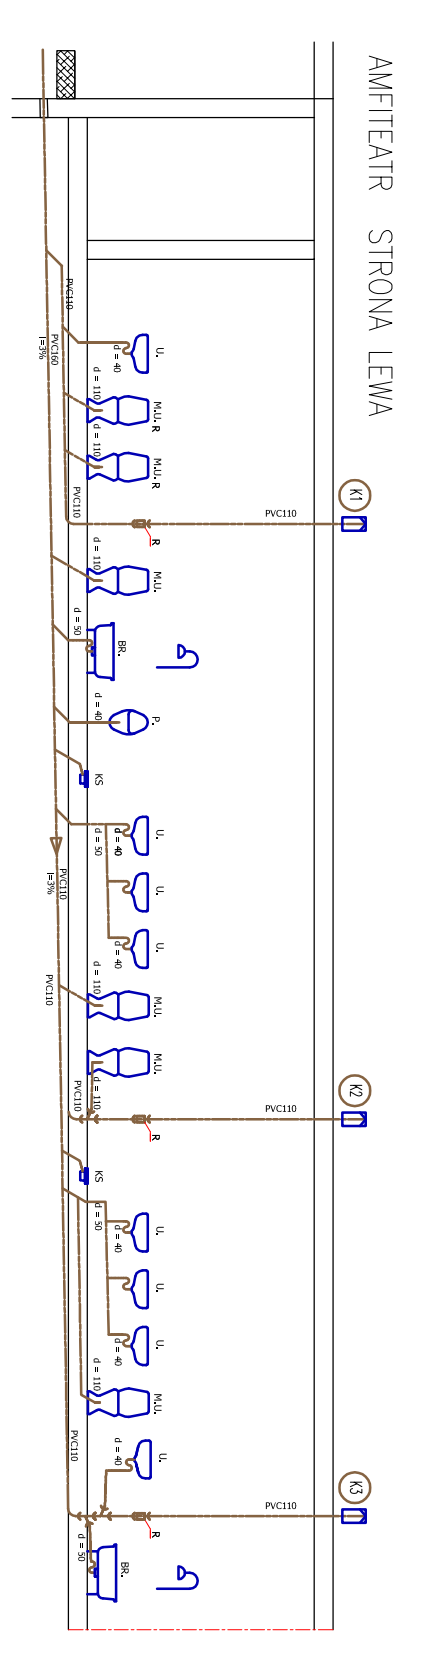 AMFITEATR STRONA LEWA
PVC110
PVC160
I=3%
U.
d = 40
d = 110
M.U. R
d = 110
M.U. R
PVC110
R
PVC110
K1
d = 110
M.U.
d = 50
BR.
d = 40
P.
KS
PVC110
I=3%
d = 50
d = 40
U.
U.
d = 40
U.
PVC110
d = 110
M.U.
d = 110
M.U.
PVC110
R
PVC110
K2
KS
d = 50
d = 40
U.
U.
d = 40
U.
d = 110
M.U.
d = 40
U.
PVC110
R
PVC110
K3
d = 50
BR.